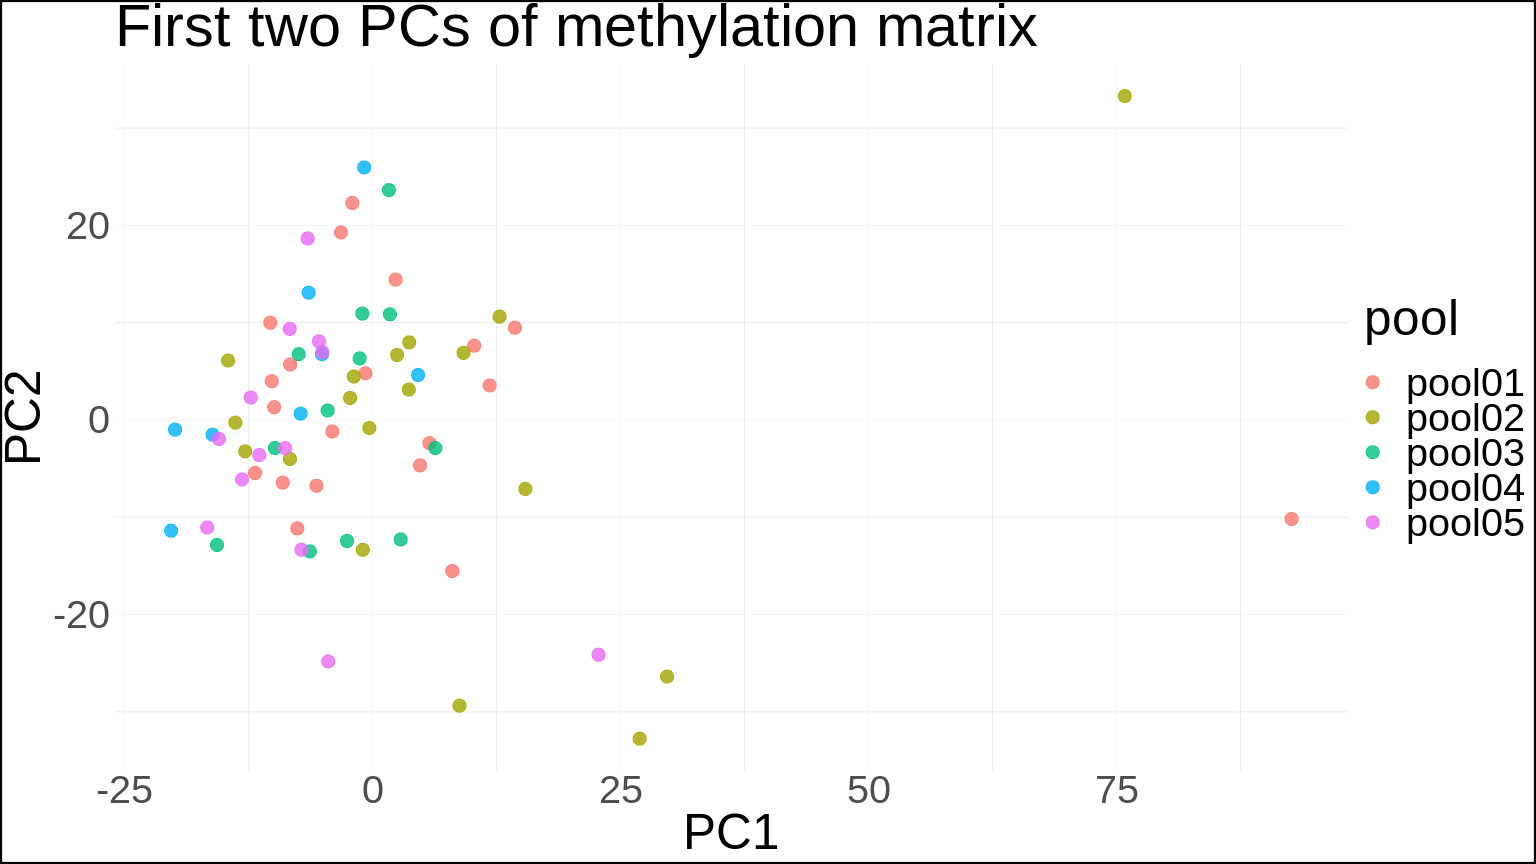 First two PCs of methylation matrix
20
0
-20
PC2
-25 0 25 50 75
PC1
pool
pool01
pool02
pool03
pool04
pool05